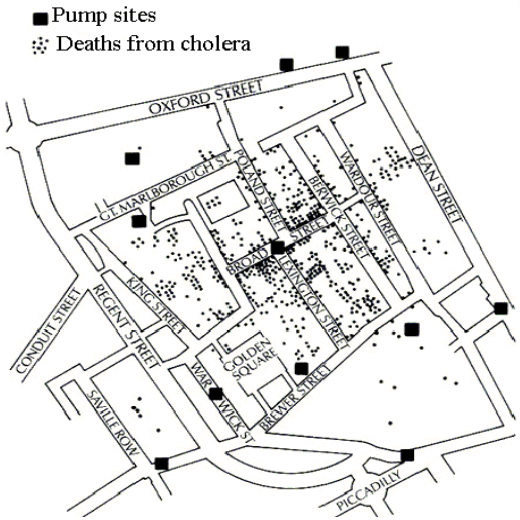 Pump sites
Deaths from cholera
OXFORD STREET
GT. MARLBOROUGH ST.
POLAND STREET
BERWICK STREET
WARDOUR STREET
DEAN STREET
BROAD STREET
LEXINGTON STREET
KING STREET
REGENT STREET
CONDUIT STREET
GOLDEN
SQUARE
WARWICK ST.
BREWER STREET
SAVILLE ROW
PICCADILLY